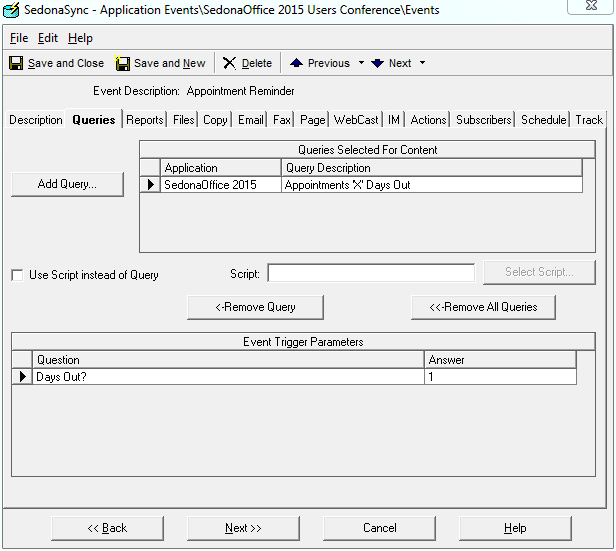 SedonaSync - Application Events\SedonaOffice 2015 Users Conference\Events
File Edit Help
Save and Close Save and New Delete Previous Next
Event Description: Appointment Reminder
Description Queries Reports Files Copy Email Fax Page WebCast IM Actions Subscribers Schedule Track
Queries Selected For Content
Application Query Description
Add Query... SedonaOffice 2015 Appointments 'X' Days Out
Use Script instead of Query Script: Select Script...
<-Remove Query <<-Remove All Queries
Event Trigger Parameters
Question Answer
Days Out? 1
<< Back Next >> Cancel Help